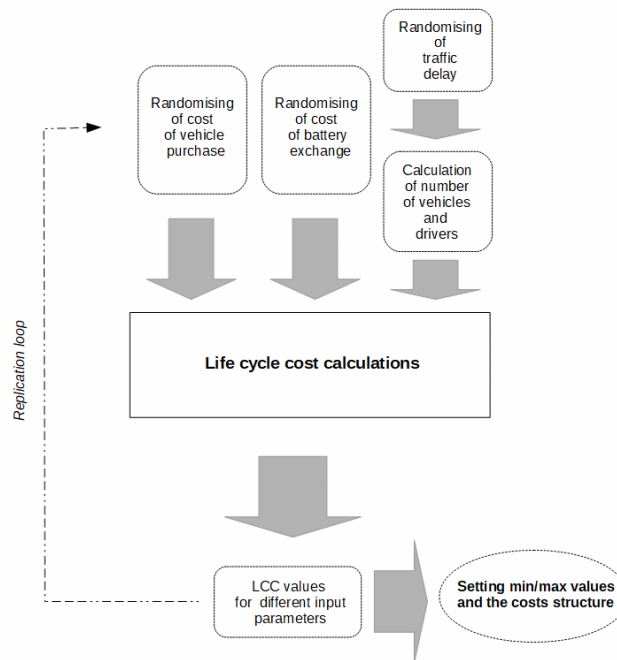 Randomising
of
traffic
delay
Randomising
of cost
of vehicle
purchase
Randomising
of cost
of battery
exchange
Calculation
of number
of vehicles
and
drivers
Life cycle cost calculations
Replication loop
LCC values
for different input
parameters
Setting min/max values
and the costs structure